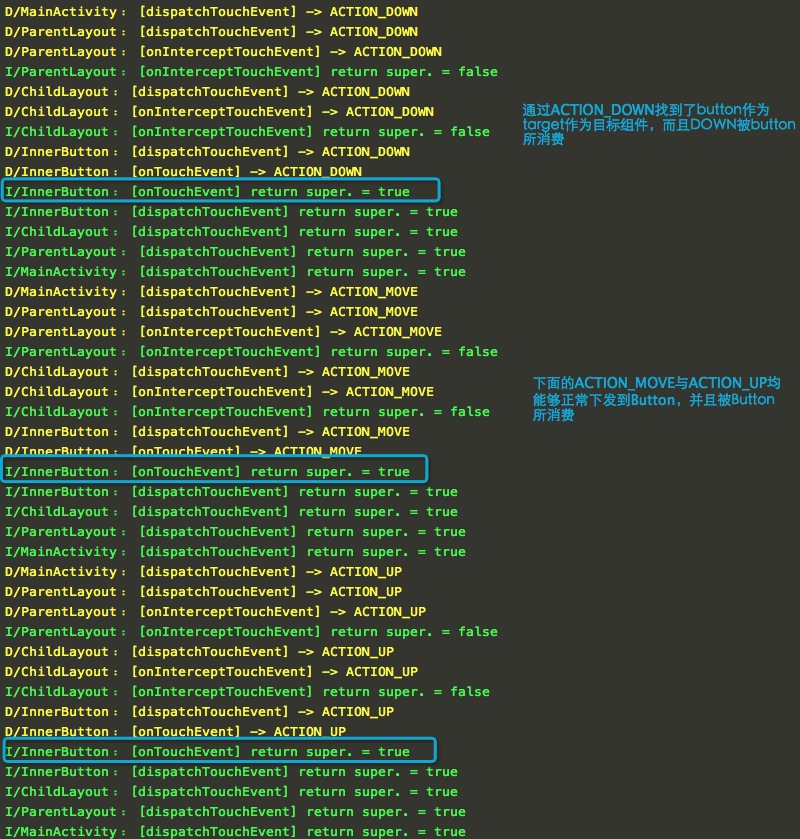 D/MainActivity: [dispatchTouchEvent] —> ACTION_DOWN
D/ParentLayout: [dispatchTouchEvent] —> ACTION_DOWN
D/ParentLayout: [onInterceptTouchEvent] —> ACTION_DOWN
I/ParentLayout: [onInterceptTouchEvent] return super. = false
D/ChildLayout: [dispatchTouchEvent] —> ACTION_DOWN
D/ChildLayout: [onInterceptTouchEvent] —> ACTION_DOWN
I/ChildLayout: [onInterceptTouchEvent] return super. = false
D/InnerButton: [dispatchTouchEvent] —> ACTION_DOWN
D/InnerButton: [onTouchEvent] —> ACTION_DOWN
I/InnerButton: [onTouchEvent] return super. = true
I/InnerButton: [dispatchTouchEvent] return super. = true
I/ChildLayout: [dispatchTouchEvent] return super. = true
I/ParentLayout: [dispatchTouchEvent] return super. = true
I/MainActivity: [dispatchTouchEvent] return super. = true
通过ACTION_DOWN找到了button作为
target作为目标组件，而且DOWN被button
所消费
D/MainActivity: [dispatchTouchEvent] —> ACTION_MOVE
D/ParentLayout: [dispatchTouchEvent] —> ACTION_MOVE
D/ParentLayout: [onInterceptTouchEvent] —> ACTION_MOVE
I/ParentLayout: [onInterceptTouchEvent] return super. = false
D/ChildLayout: [dispatchTouchEvent] —> ACTION_MOVE
D/ChildLayout: [onInterceptTouchEvent] —> ACTION_MOVE
I/ChildLayout: [onInterceptTouchEvent] return super. = false
D/InnerButton: [dispatchTouchEvent] —> ACTION_MOVE
D/InnerButton: [onTouchEvent] —> ACTION_MOVE
I/InnerButton: [onTouchEvent] return super. = true
I/InnerButton: [dispatchTouchEvent] return super. = true
I/ChildLayout: [dispatchTouchEvent] return super. = true
I/ParentLayout: [dispatchTouchEvent] return super. = true
I/MainActivity: [dispatchTouchEvent] return super. = true
下面的ACTION_MOVE与ACTION_UP均
能够正常下发到Button，并且被Button
所消费
D/MainActivity: [dispatchTouchEvent] —> ACTION_UP
D/ParentLayout: [dispatchTouchEvent] —> ACTION_UP
D/ParentLayout: [onInterceptTouchEvent] —> ACTION_UP
I/ParentLayout: [onInterceptTouchEvent] return super. = false
D/ChildLayout: [dispatchTouchEvent] —> ACTION_UP
D/ChildLayout: [onInterceptTouchEvent] —> ACTION_UP
I/ChildLayout: [onInterceptTouchEvent] return super. = false
D/InnerButton: [dispatchTouchEvent] —> ACTION_UP
D/InnerButton: [onTouchEvent] —> ACTION_UP
I/InnerButton: [onTouchEvent] return super. = true
I/InnerButton: [dispatchTouchEvent] return super. = true
I/ChildLayout: [dispatchTouchEvent] return super. = true
I/ParentLayout: [dispatchTouchEvent] return super. = true
I/MainActivity: [dispatchTouchEvent] return super. = true